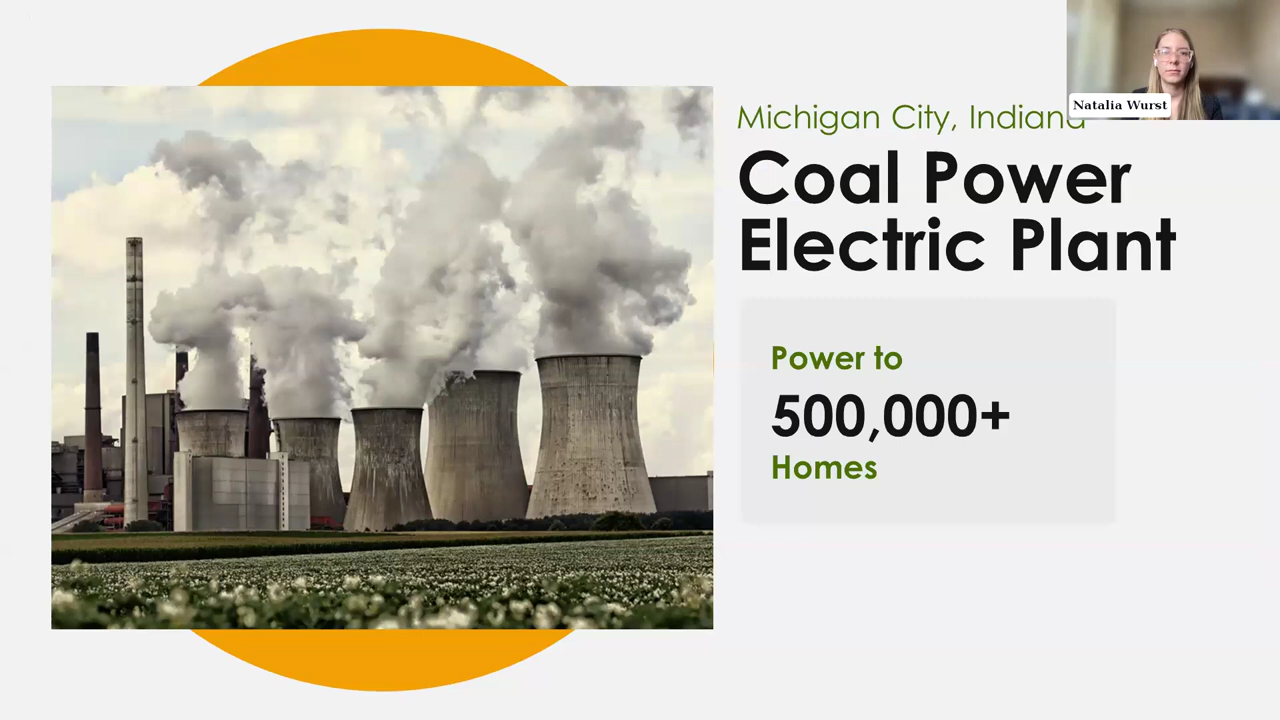 Michigan City, Indiana
Natalia Wurst
Coal Power
Electric Plant
Power to
500,000+
Homes